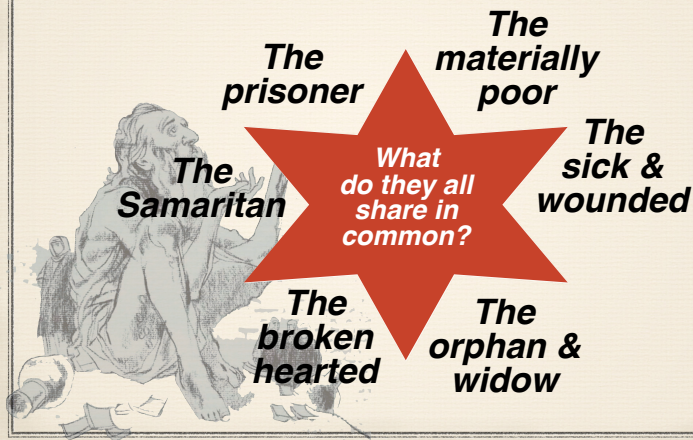 The
prisoner
The
materially
poor
The
Samaritan
What
do they all
share in
common?
The
sick &
wounded
The
broken
hearted
The
orphan &
widow